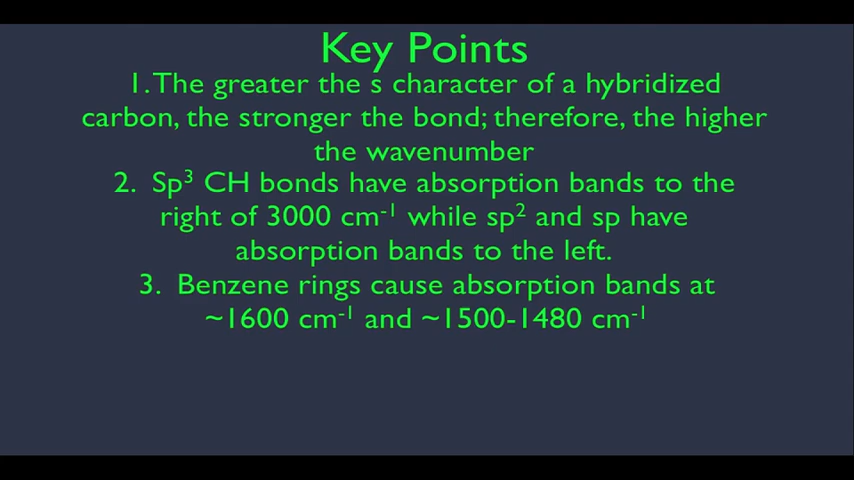 Key Points
1. The greater the s character of a hybridized
carbon, the stronger the bond; therefore, the higher
the wavenumber
2. Sp³ CH bonds have absorption bands to the
right of 3000 cm⁻¹ while sp² and sp have
absorption bands to the left.
3. Benzene rings cause absorption bands at
~1600 cm⁻¹ and ~1500-1480 cm⁻¹